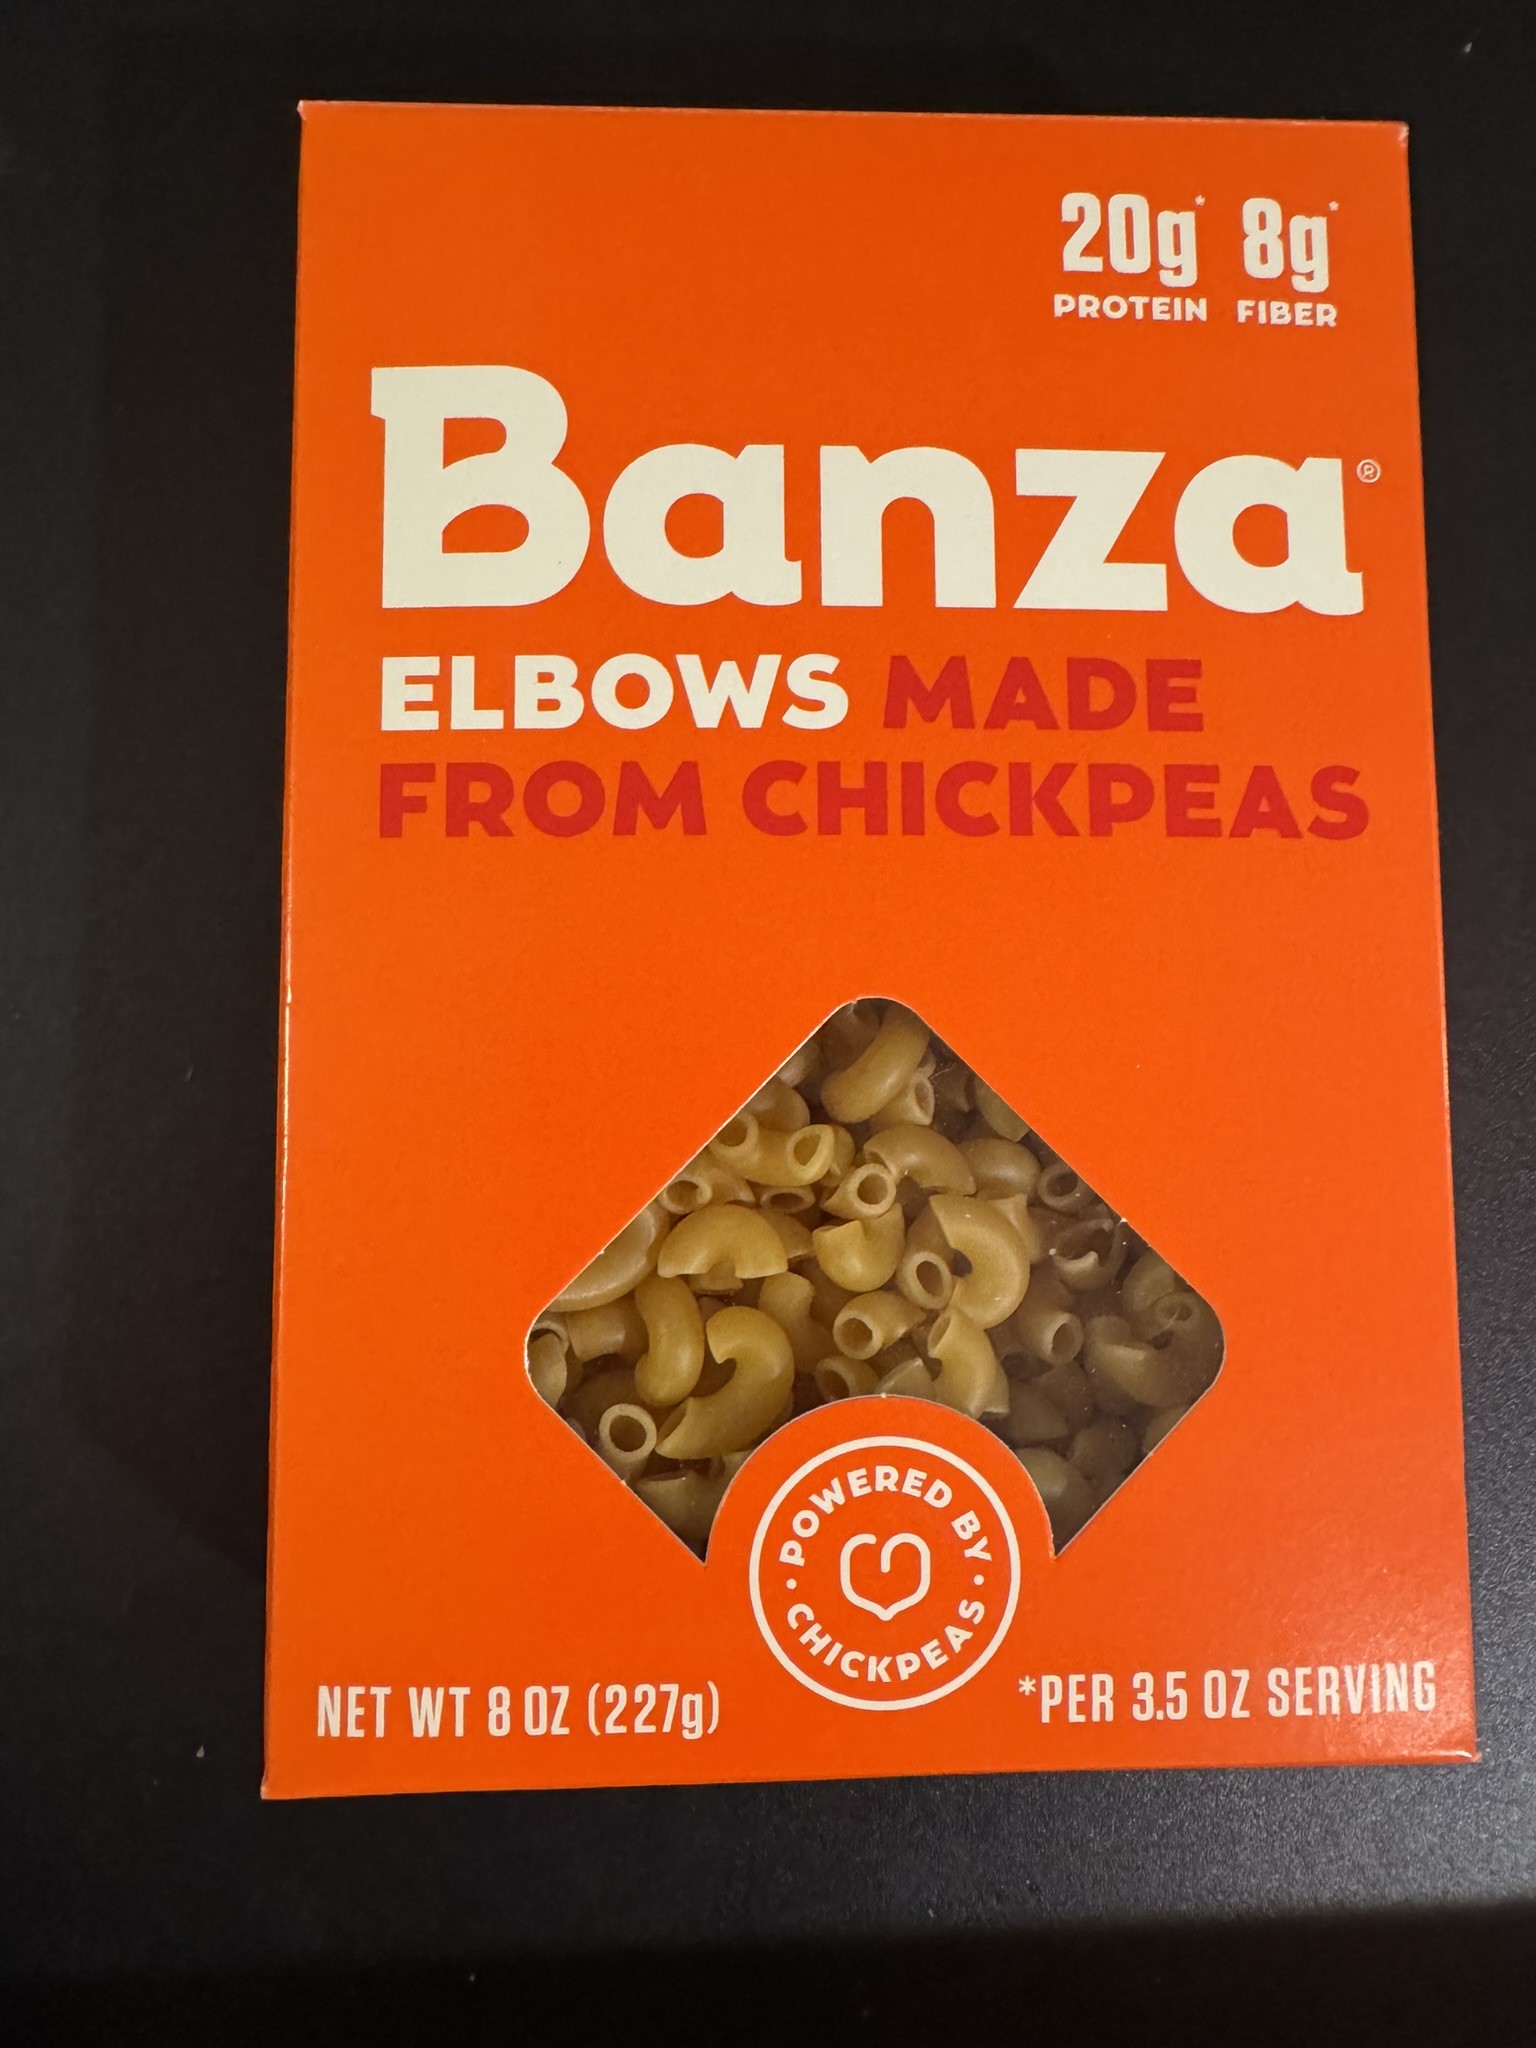 20g* 8g*
PROTEIN FIBER
Banza®
ELBOWS MADE
FROM CHICKPEAS
· POWERED BY ·
CHICKPEAS
NET WT 8 OZ (227g)
*PER 3.5 OZ SERVING